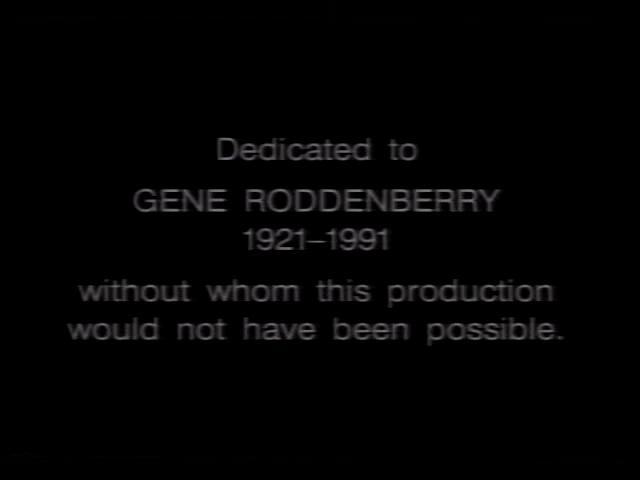 Dedicated to
GENE RODDENBERRY
1921–1991
without whom this production
would not have been possible.